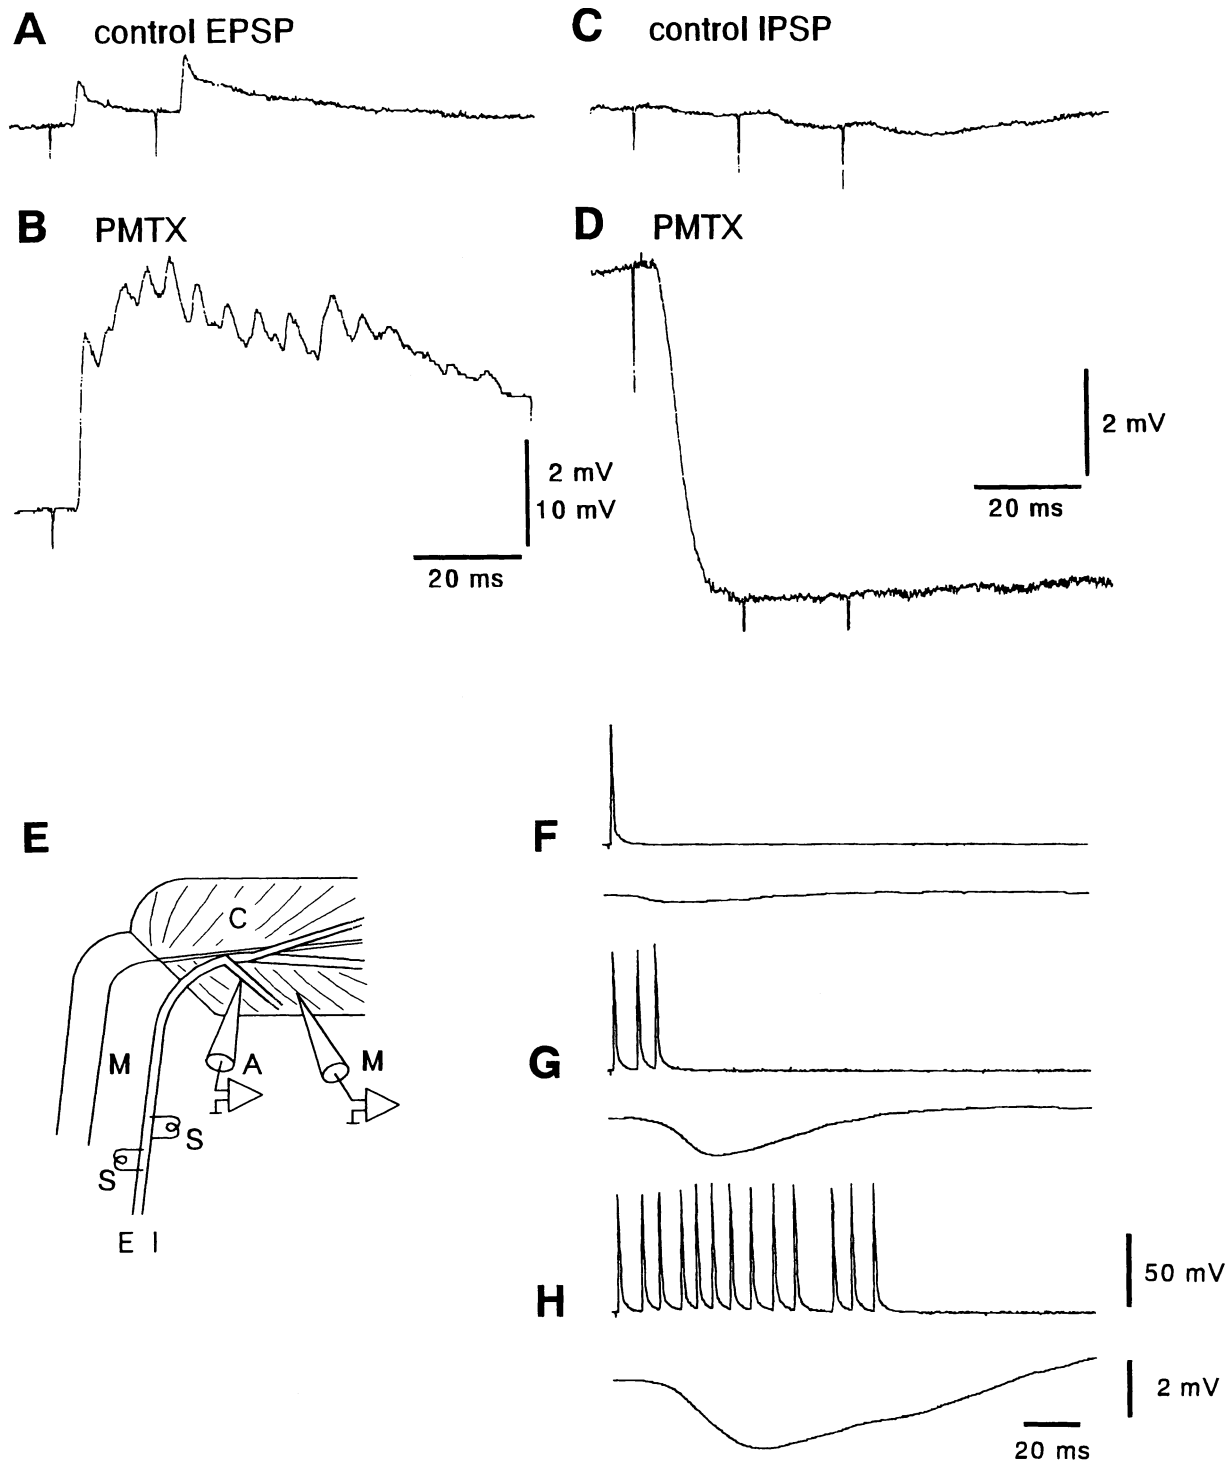 A control EPSP
C control IPSP
B PMTX
D PMTX
2 mV
20 ms
2 mV
10 mV
20 ms
F
E
C
G
M
A
M
S
S
E I
H
50 mV
2 mV
20 ms